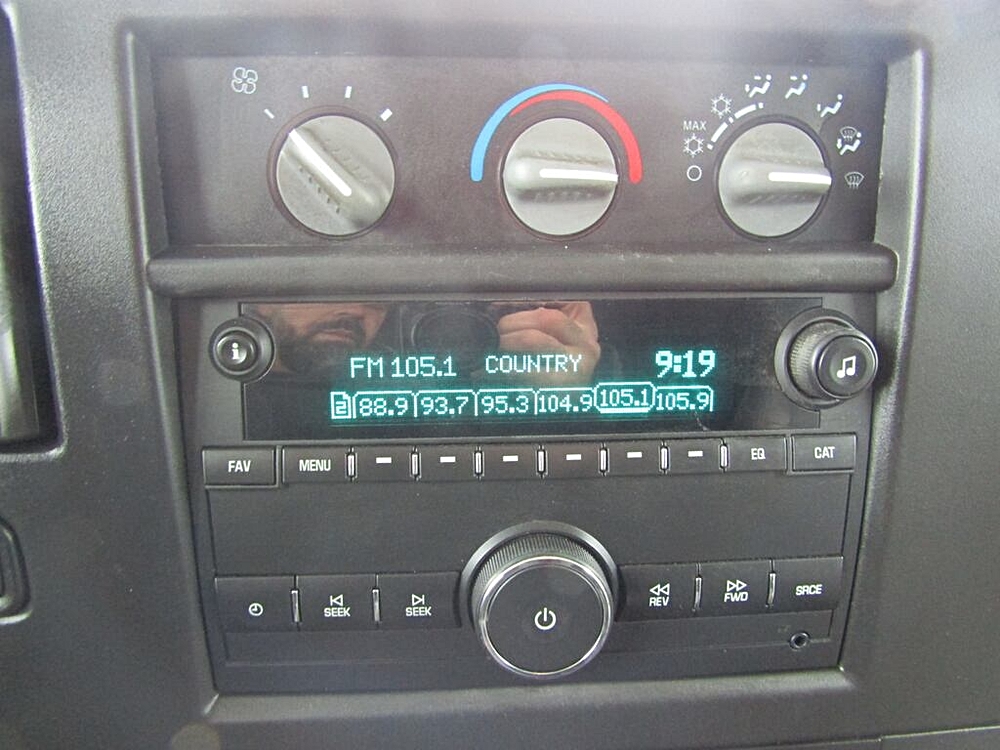 MAX
FM 105.1 COUNTRY 9:19
2 88.9 93.7 95.3 104.9 105.1 105.9
FAV MENU EQ CAT
SEEK SEEK REV FWD SRCE